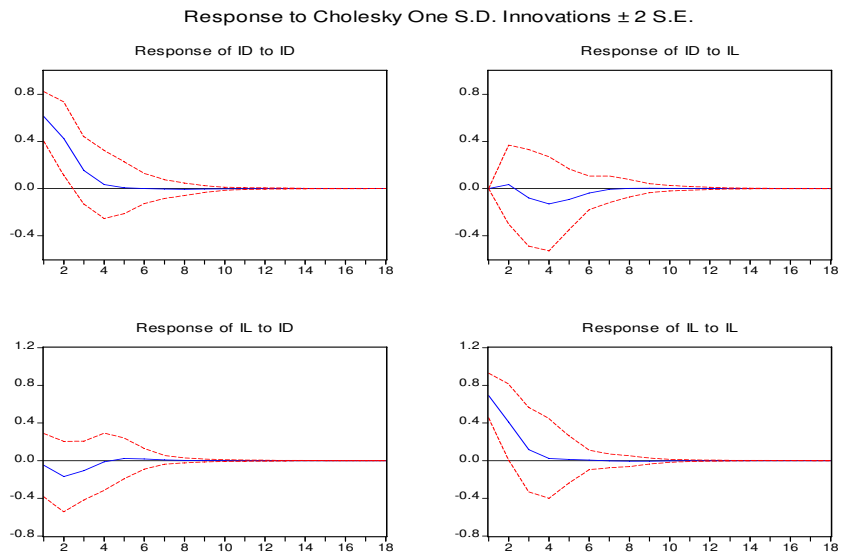 Response to Cholesky One S.D. Innovations ± 2 S.E.
Response of ID to ID
0.8
0.4
0.0
-0.4
2 4 6 8 10 12 14 16 18
Response of ID to IL
0.8
0.4
0.0
-0.4
2 4 6 8 10 12 14 16 18
Response of IL to ID
1.2
0.8
0.4
0.0
-0.4
-0.8
2 4 6 8 10 12 14 16 18
Response of IL to IL
1.2
0.8
0.4
0.0
-0.4
-0.8
2 4 6 8 10 12 14 16 18